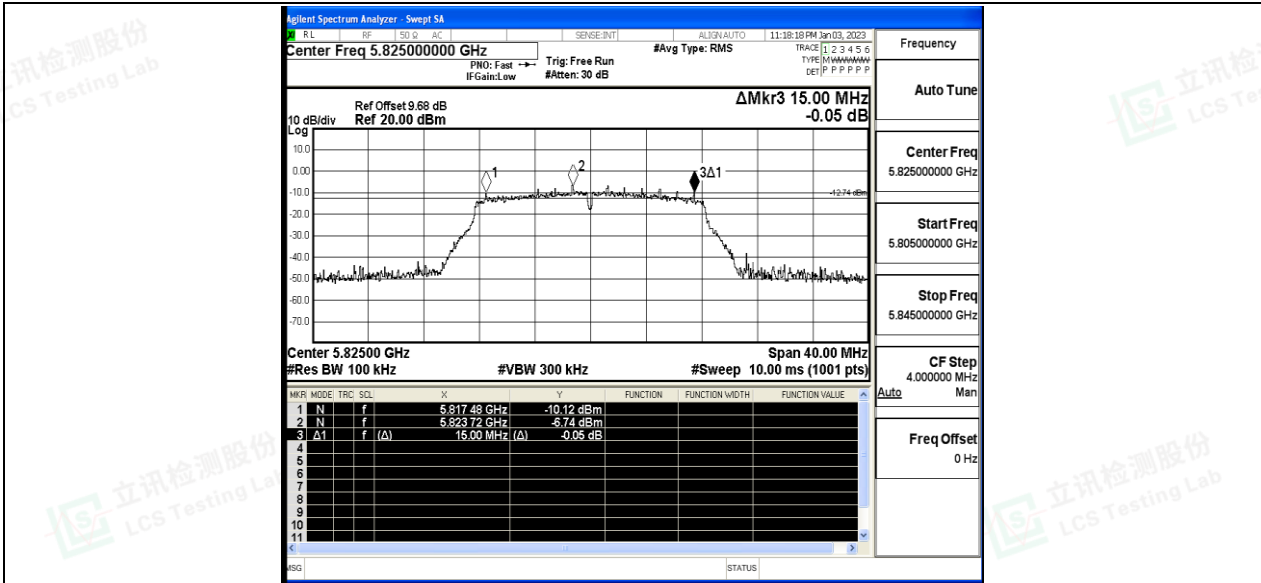 Agilent Spectrum Analyzer - Swept SA
RL RF 50 Ω AC SENSE:INT ALIGN AUTO 11:18:18 PM Jan 03, 2023
Center Freq 5.825000000 GHz
#Avg Type: RMS
TRACE 1 2 3 4 5 6
PNO: Fast
Trig: Free Run
TYPE M WWWWW
IFGain:Low
#Atten: 30 dB
DET P P P P P P
ΔMkr3 15.00 MHz
-0.05 dB
Ref Offset 9.68 dB
10 dB/div Ref 20.00 dBm
Log
10.0
0.00
-10.0
-20.0
-30.0
-40.0
-50.0
-60.0
-70.0
1
2
3Δ1
-12.74 dBm
Center 5.82500 GHz
Span 40.00 MHz
#Res BW 100 kHz
#VBW 300 kHz
#Sweep 10.00 ms (1001 pts)
MKR MODE TRC SCL X Y FUNCTION FUNCTION WIDTH FUNCTION VALUE
1 N f 5.817 48 GHz -10.12 dBm
2 N f 5.823 72 GHz -6.74 dBm
3 Δ1 f (Δ) 15.00 MHz (Δ) -0.05 dB
4
5
6
7
8
9
10
11
MSG
STATUS
Frequency
Auto Tune
Center Freq
5.825000000 GHz
Start Freq
5.805000000 GHz
Stop Freq
5.845000000 GHz
CF Step
4.000000 MHz
Auto Man
Freq Offset
0 Hz
讯检测股份
LCS Testing Lab
立讯检
LCS Tes
立讯检测股份
LCS Testing Lab
立讯检测股份
LCS Testing Lab